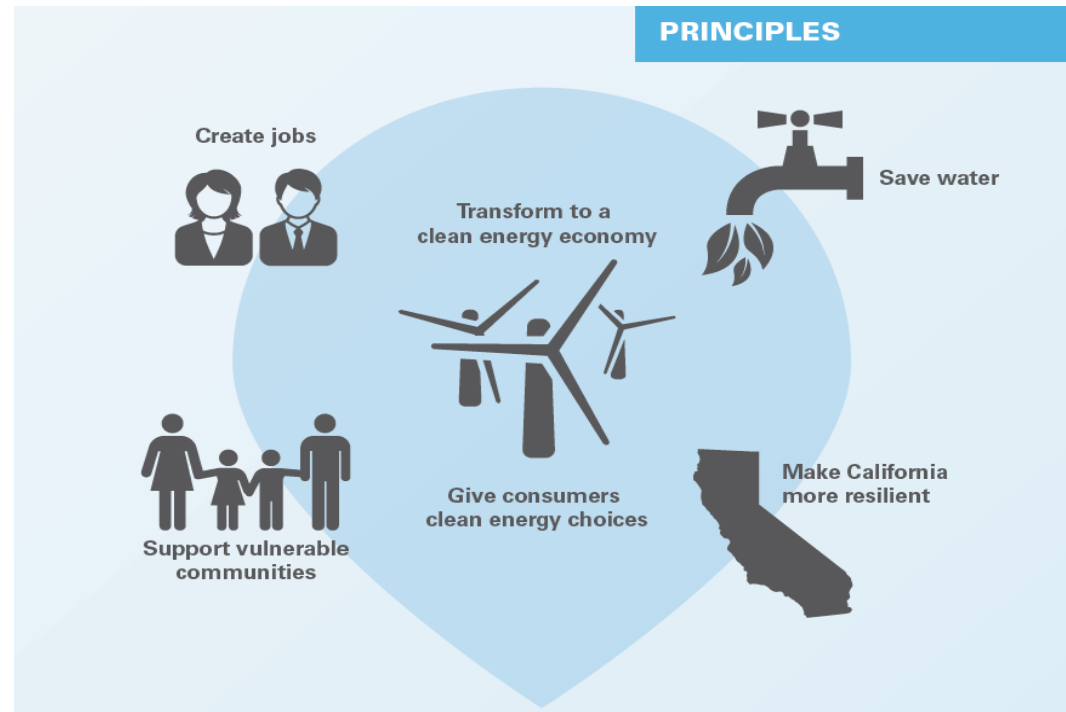 PRINCIPLES
Create jobs
Save water
Transform to a
clean energy economy
Support vulnerable
communities
Give consumers
clean energy choices
Make California
more resilient